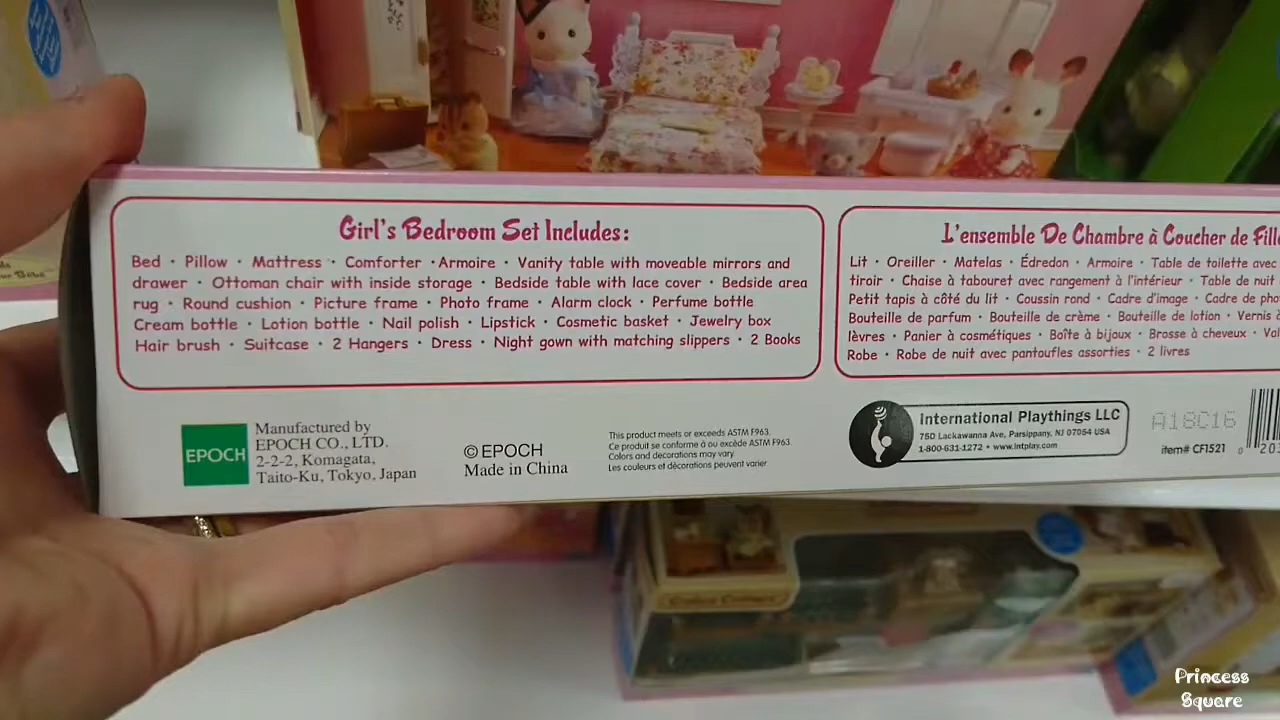 Girl's Bedroom Set Includes:
Bed · Pillow · Mattress · Comforter · Armoire · Vanity table with moveable mirrors and
drawer · Ottoman chair with inside storage · Bedside table with lace cover · Bedside area
rug · Round cushion · Picture frame · Photo frame · Alarm clock · Perfume bottle
Cream bottle · Lotion bottle · Nail polish · Lipstick · Cosmetic basket · Jewelry box
Hair brush · Suitcase · 2 Hangers · Dress · Night gown with matching slippers · 2 Books
L'ensemble De Chambre à Coucher de Fille
Lit · Oreiller · Matelas · Édredon · Armoire · Table de toilette avec
tiroir · Chaise à tabouret avec rangement à l'intérieur · Table de nuit
Petit tapis à côté du lit · Coussin rond · Cadre d'image · Cadre de pho
Bouteille de parfum · Bouteille de crème · Bouteille de lotion · Vernis à
lèvres · Panier à cosmétiques · Boîte à bijoux · Brosse à cheveux · Val
Robe · Robe de nuit avec pantoufles assorties · 2 livres
EPOCH
Manufactured by
EPOCH CO., LTD.
2-2-2, Komagata,
Taito-Ku, Tokyo, Japan
© EPOCH
Made in China
This product meets or exceeds ASTM F963.
Ce produit se conforme à ou excède ASTM F963.
Colors and decorations may vary
Les couleurs et décorations peuvent varier
International Playthings LLC
75D Lackawanna Ave, Parsippany, NJ 07054 USA
1-800-631-1272 • www.intplay.com
A18C16
item# CF1521
0 20
Princess
Square